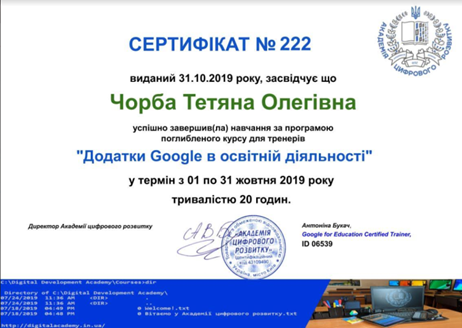 АКАДЕМІЯ ЦИФРОВОГО РОЗВИТКУ
СЕРТИФІКАТ № 222
виданий 31.10.2019 року, засвідчує що
Чорба Тетяна Олегівна
успішно завершив(ла) навчання за програмою
поглибленого курсу для тренерів
"Додатки Google в освітній діяльності"
у термін з 01 по 31 жовтня 2019 року
тривалістю 20 годин.
Директор Академії цифрового розвитку
АКАДЕМІЯ
ЦИФРОВОГО
РОЗВИТКУ
Антоніна Букач,
Google for Education Certified Trainer,
ID 06539
C:\Digital Development Academy\Courses>dir
Directory of C:\Digital Development Academy\
07/24/2019 11:36 AM <DIR> .
07/24/2019 11:36 AM <DIR> ..
07/18/2019 04:49 PM 0 Welcome!.txt
07/18/2019 04:48 PM 0 Вітаємо у Академії Цифрового розвитку!.txt
http://digitalacademy.in.ua/